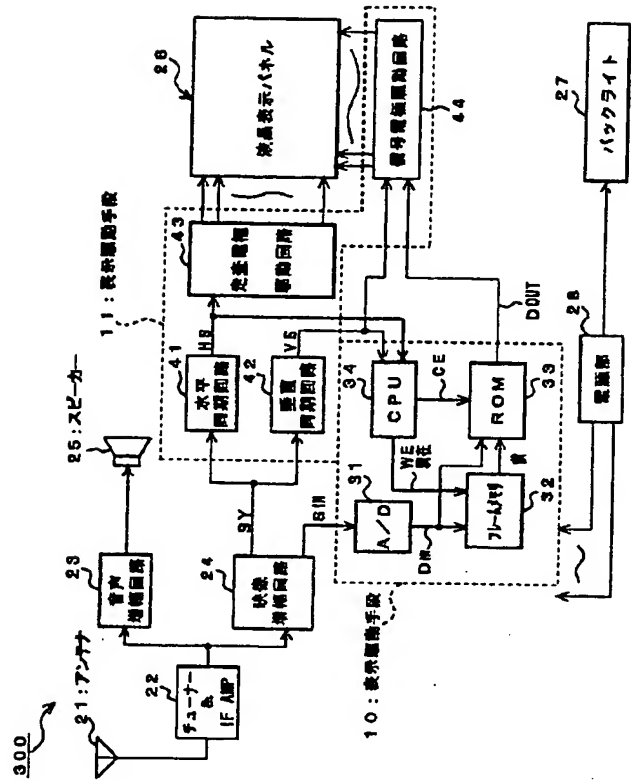 300
21:アンテナ
22
チューナー
&
IF AMP
23
音声
増幅回路
25:スピーカー
24
映像
増幅回路
SY
SIN
11:表示駆動手段
41
水平
同期回路
HS
42
垂直
同期回路
VS
43
走査電極
駆動回路
26
液晶表示パネル
信号電極駆動回路
44
31
A/D
34
CPU
WE
現在
CE
32
フレームメモリ
前
33
ROM
DOUT
10:表示駆動手段
28
電源部
27
バックライト